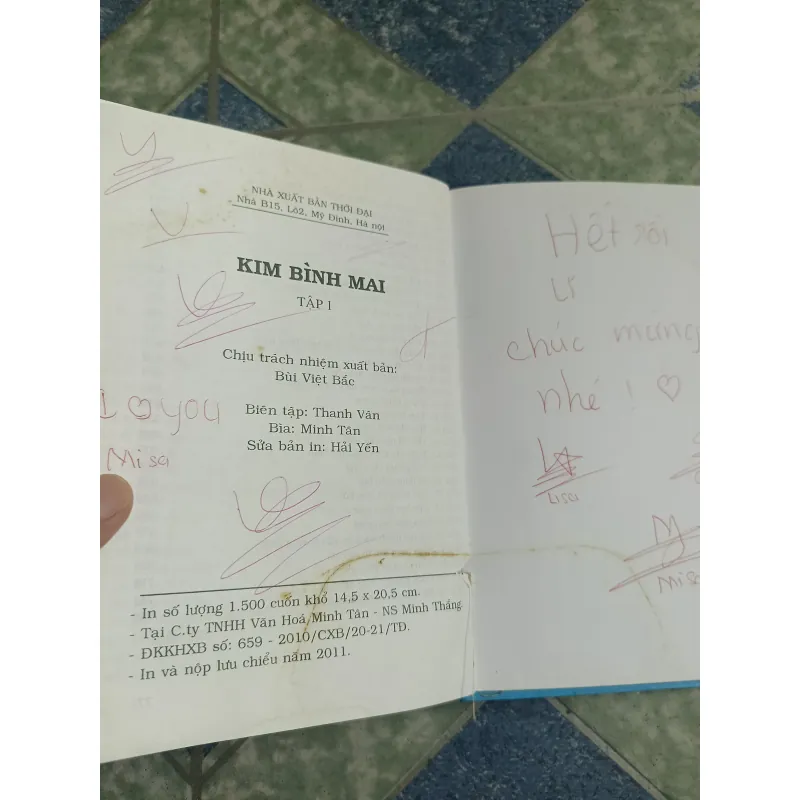 NHÀ XUẤT BẢN THỜI ĐẠI
Nhà B15, Lô2, Mỹ Đình, Hà nội
KIM BÌNH MAI
TẬP I
Chịu trách nhiệm xuất bản:
Bùi Việt Bắc
Biên tập: Thanh Vân
Bìa: Minh Tân
Sửa bản in: Hải Yến
I ♡ you
Misa
- In số lượng 1.500 cuốn khổ 14,5 x 20,5 cm.
- Tại C.ty TNHH Văn Hoá Minh Tân - NS Minh Thắng.
- ĐKKHXB số: 659 - 2010/CXB/20-21/TĐ.
- In và nộp lưu chiểu năm 2011.
Hết rồi
chúc mừng
nhé ! ♡
Lisa
Misa